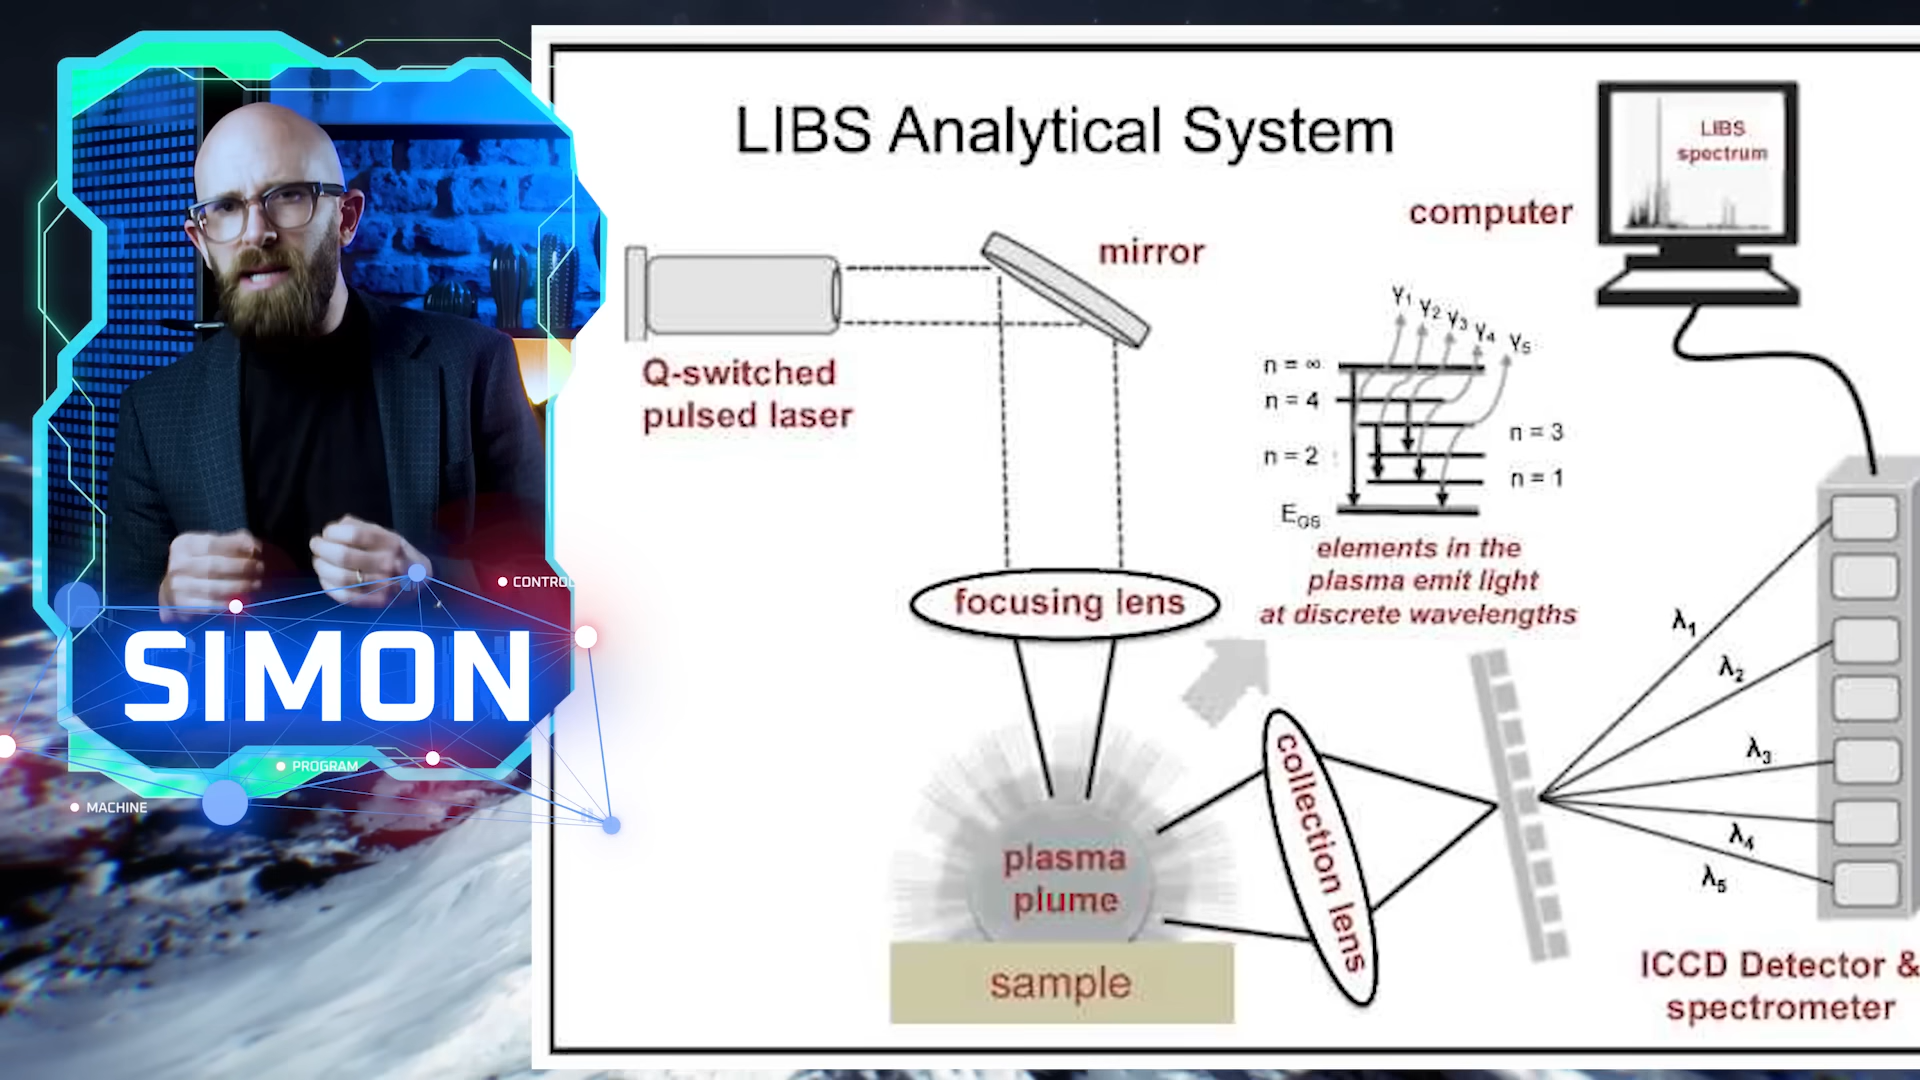 CONTROL
SIMON
PROGRAM
MACHINE
LIBS Analytical System
LIBS
spectrum
computer
mirror
Q-switched
pulsed laser
γ1 γ2 γ3 γ4 γ5
n = ∞
n = 4
n = 3
n = 2
n = 1
EGS
elements in the
plasma emit light
at discrete wavelengths
focusing lens
λ1
λ2
λ3
λ4
λ5
collection lens
plasma
plume
sample
ICCD Detector &
spectrometer